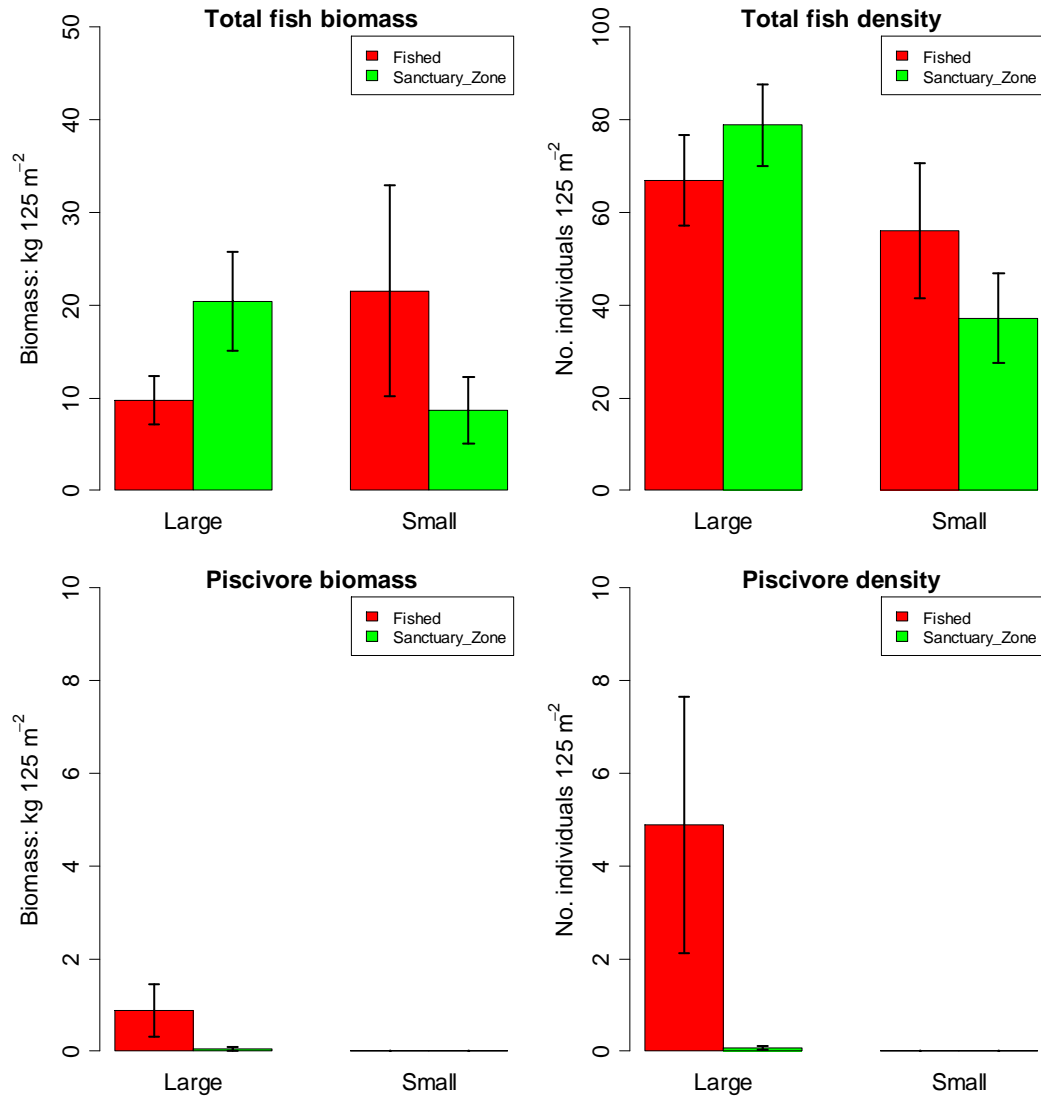 Total fish biomass
Fished
Sanctuary_Zone
Biomass: kg 125 m⁻²
50
40
30
20
10
0
Large Small
Total fish density
Fished
Sanctuary_Zone
No. individuals 125 m⁻²
100
80
60
40
20
0
Large Small
Piscivore biomass
Fished
Sanctuary_Zone
Biomass: kg 125 m⁻²
10
8
6
4
2
0
Large Small
Piscivore density
Fished
Sanctuary_Zone
No. individuals 125 m⁻²
10
8
6
4
2
0
Large Small